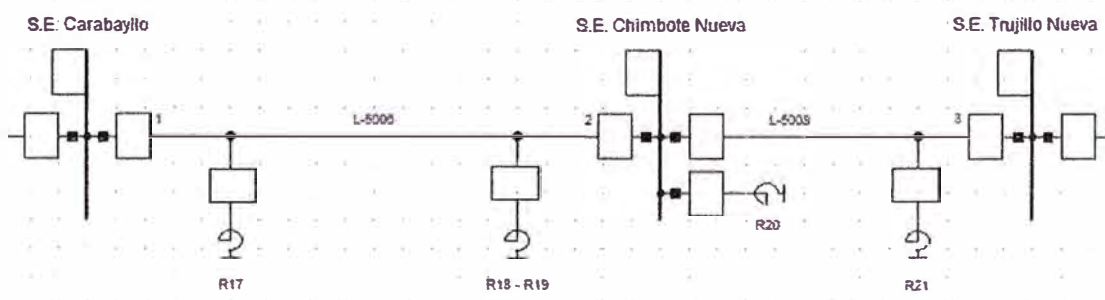 S.E. Carabayllo
S.E. Chimbote Nueva
S.E. Trujillo Nueva
1
L-5006
2
L-5008
3
R20
R17
R18 - R19
R21